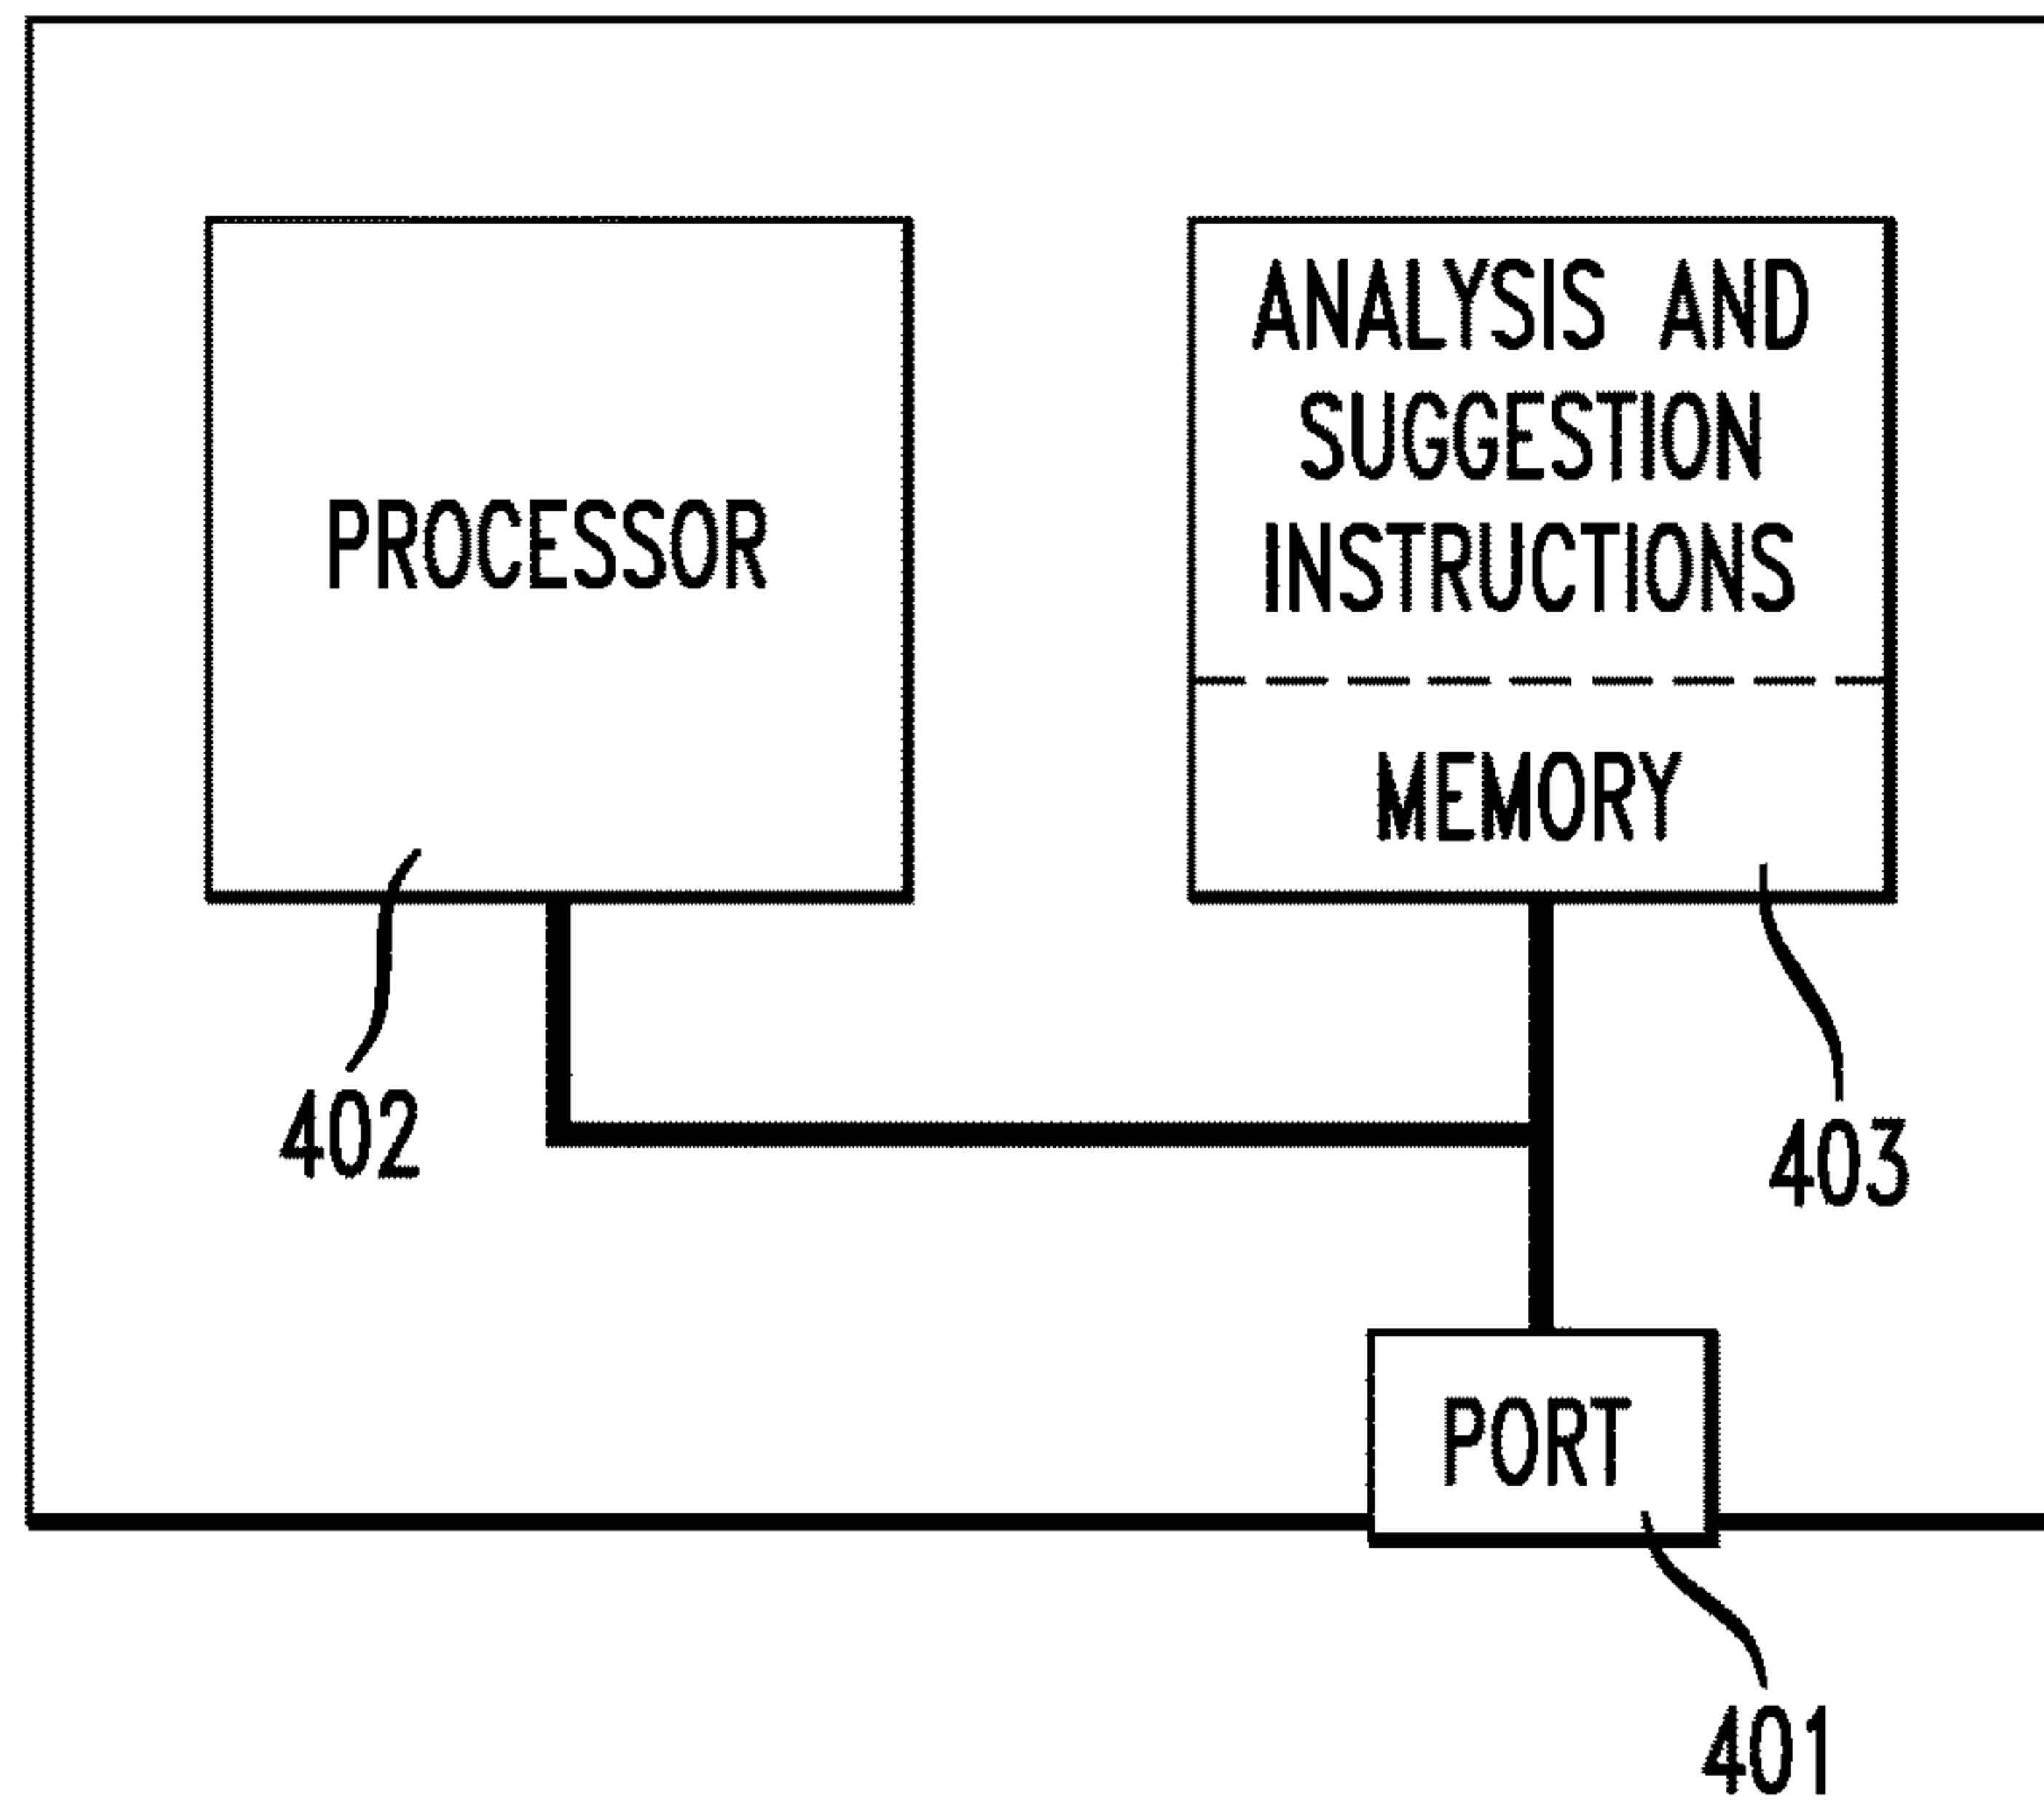 PROCESSOR
ANALYSIS AND
SUGGESTION
INSTRUCTIONS
MEMORY
402
403
PORT
401